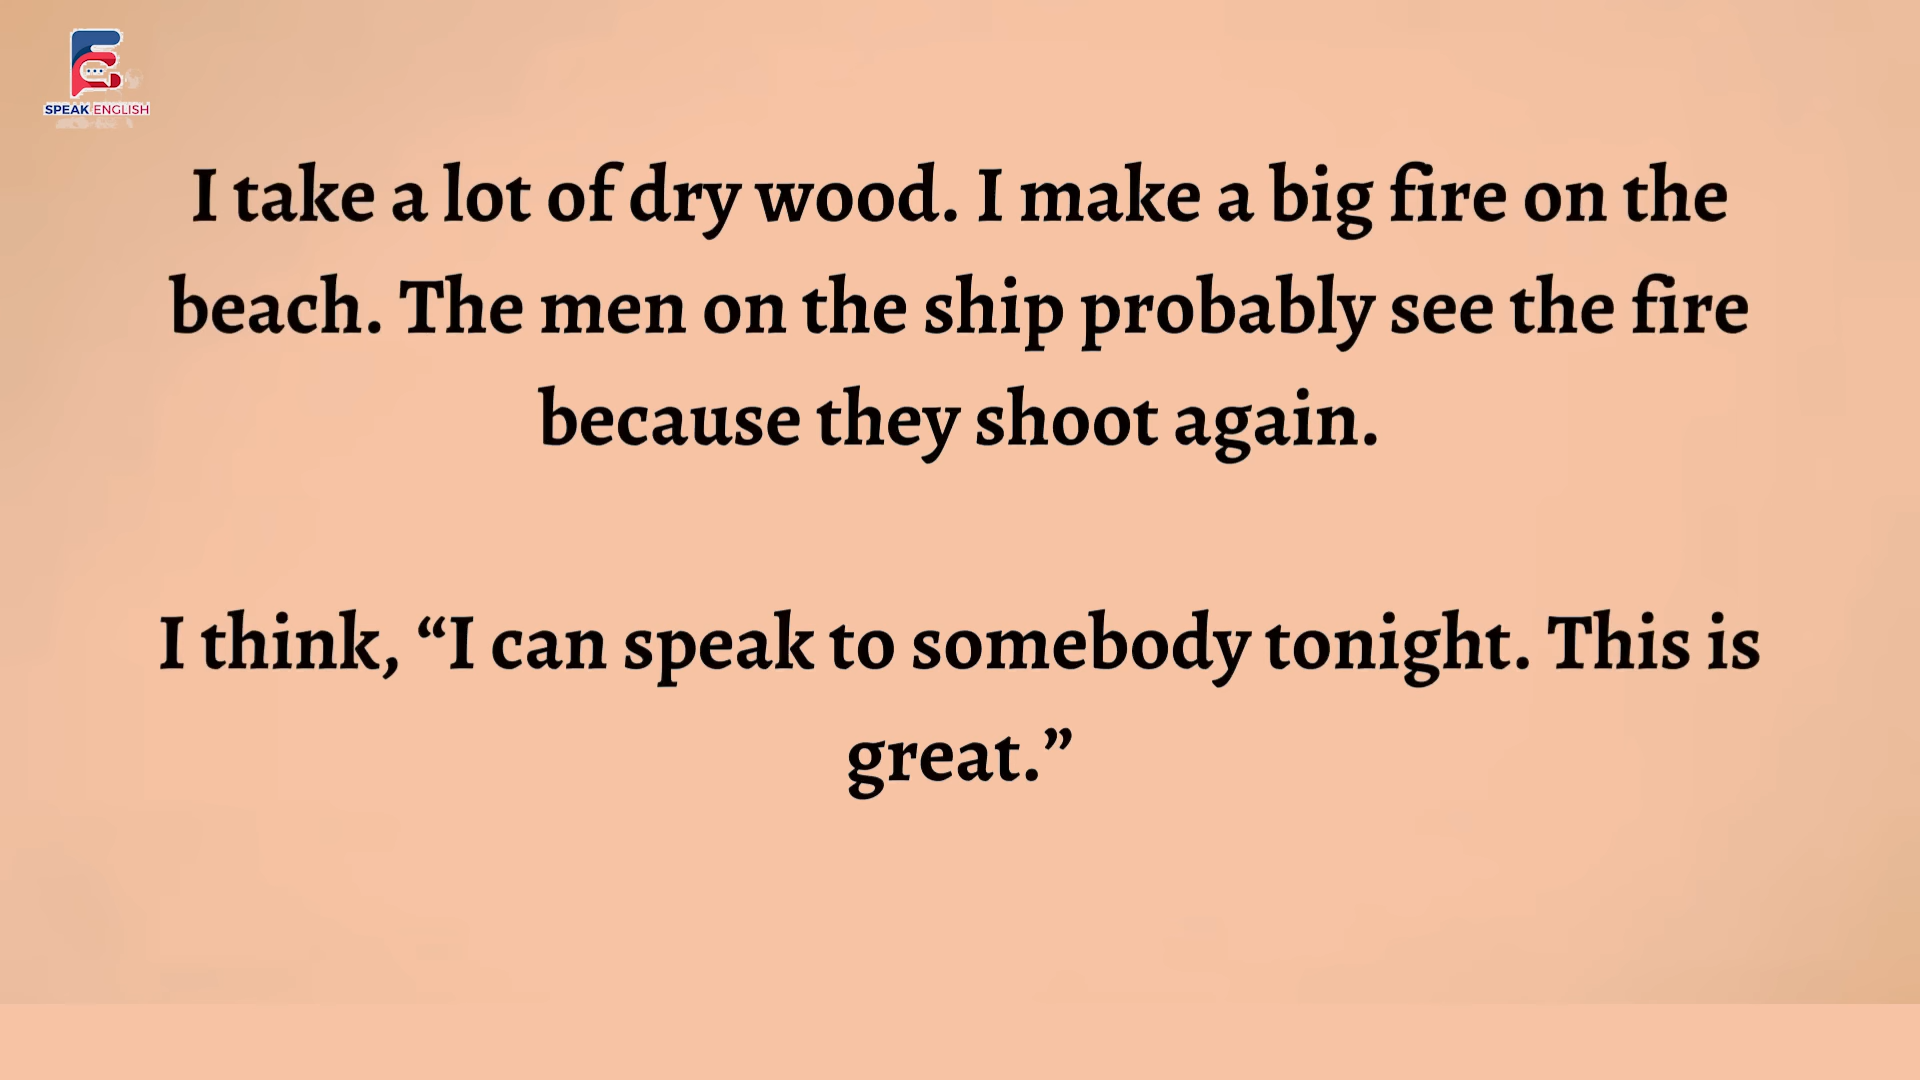 SPEAK ENGLISH
I take a lot of dry wood. I make a big fire on the
beach. The men on the ship probably see the fire
because they shoot again.
I think, “I can speak to somebody tonight. This is
great.”